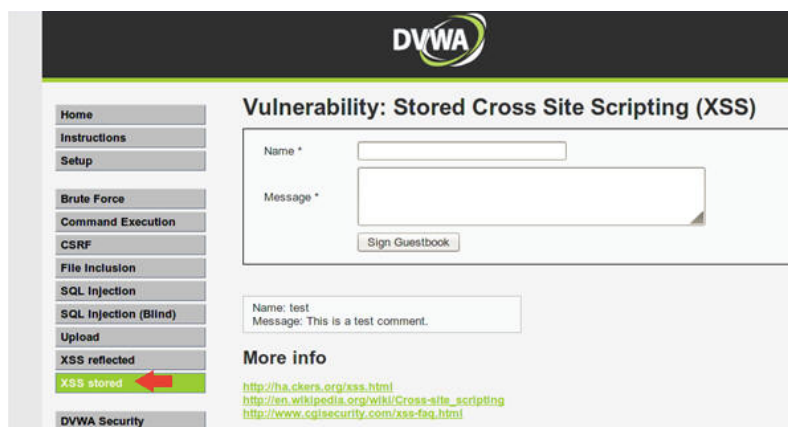 DVWA
Home
Instructions
Setup
Brute Force
Command Execution
CSRF
File Inclusion
SQL Injection
SQL Injection (Blind)
Upload
XSS reflected
XSS stored
DVWA Security
Vulnerability: Stored Cross Site Scripting (XSS)
Name *
Message *
Sign Guestbook
Name: test
Message: This is a test comment.
More info
http://ha.ckers.org/xss.html
http://en.wikipedia.org/wiki/Cross-site_scripting
http://www.cgisecurity.com/xss-faq.html